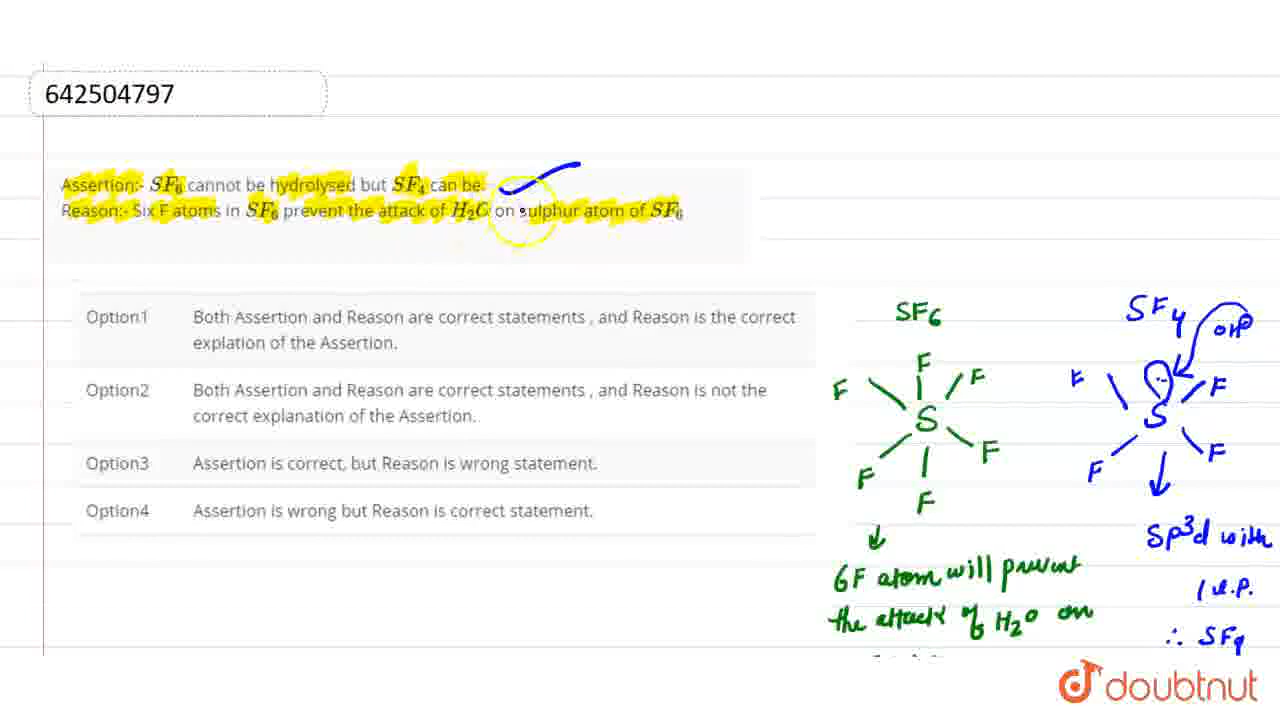 642504797
Assertion:- SF6 cannot be hydrolysed but SF4 can be.
Reason:- Six F atoms in SF6 prevent the attack of H2O on sulphur atom of SF6
Option1 Both Assertion and Reason are correct statements , and Reason is the correct
explation of the Assertion.
Option2 Both Assertion and Reason are correct statements , and Reason is not the
correct explanation of the Assertion.
Option3 Assertion is correct, but Reason is wrong statement.
Option4 Assertion is wrong but Reason is correct statement.
SF6
F
F F
S
F F
F
6F atom will prevent
the attack of H2O on
SF4
OH⊖
F F
S
F F
Sp3d with
1 l.p.
∴ SF4
doubtnut